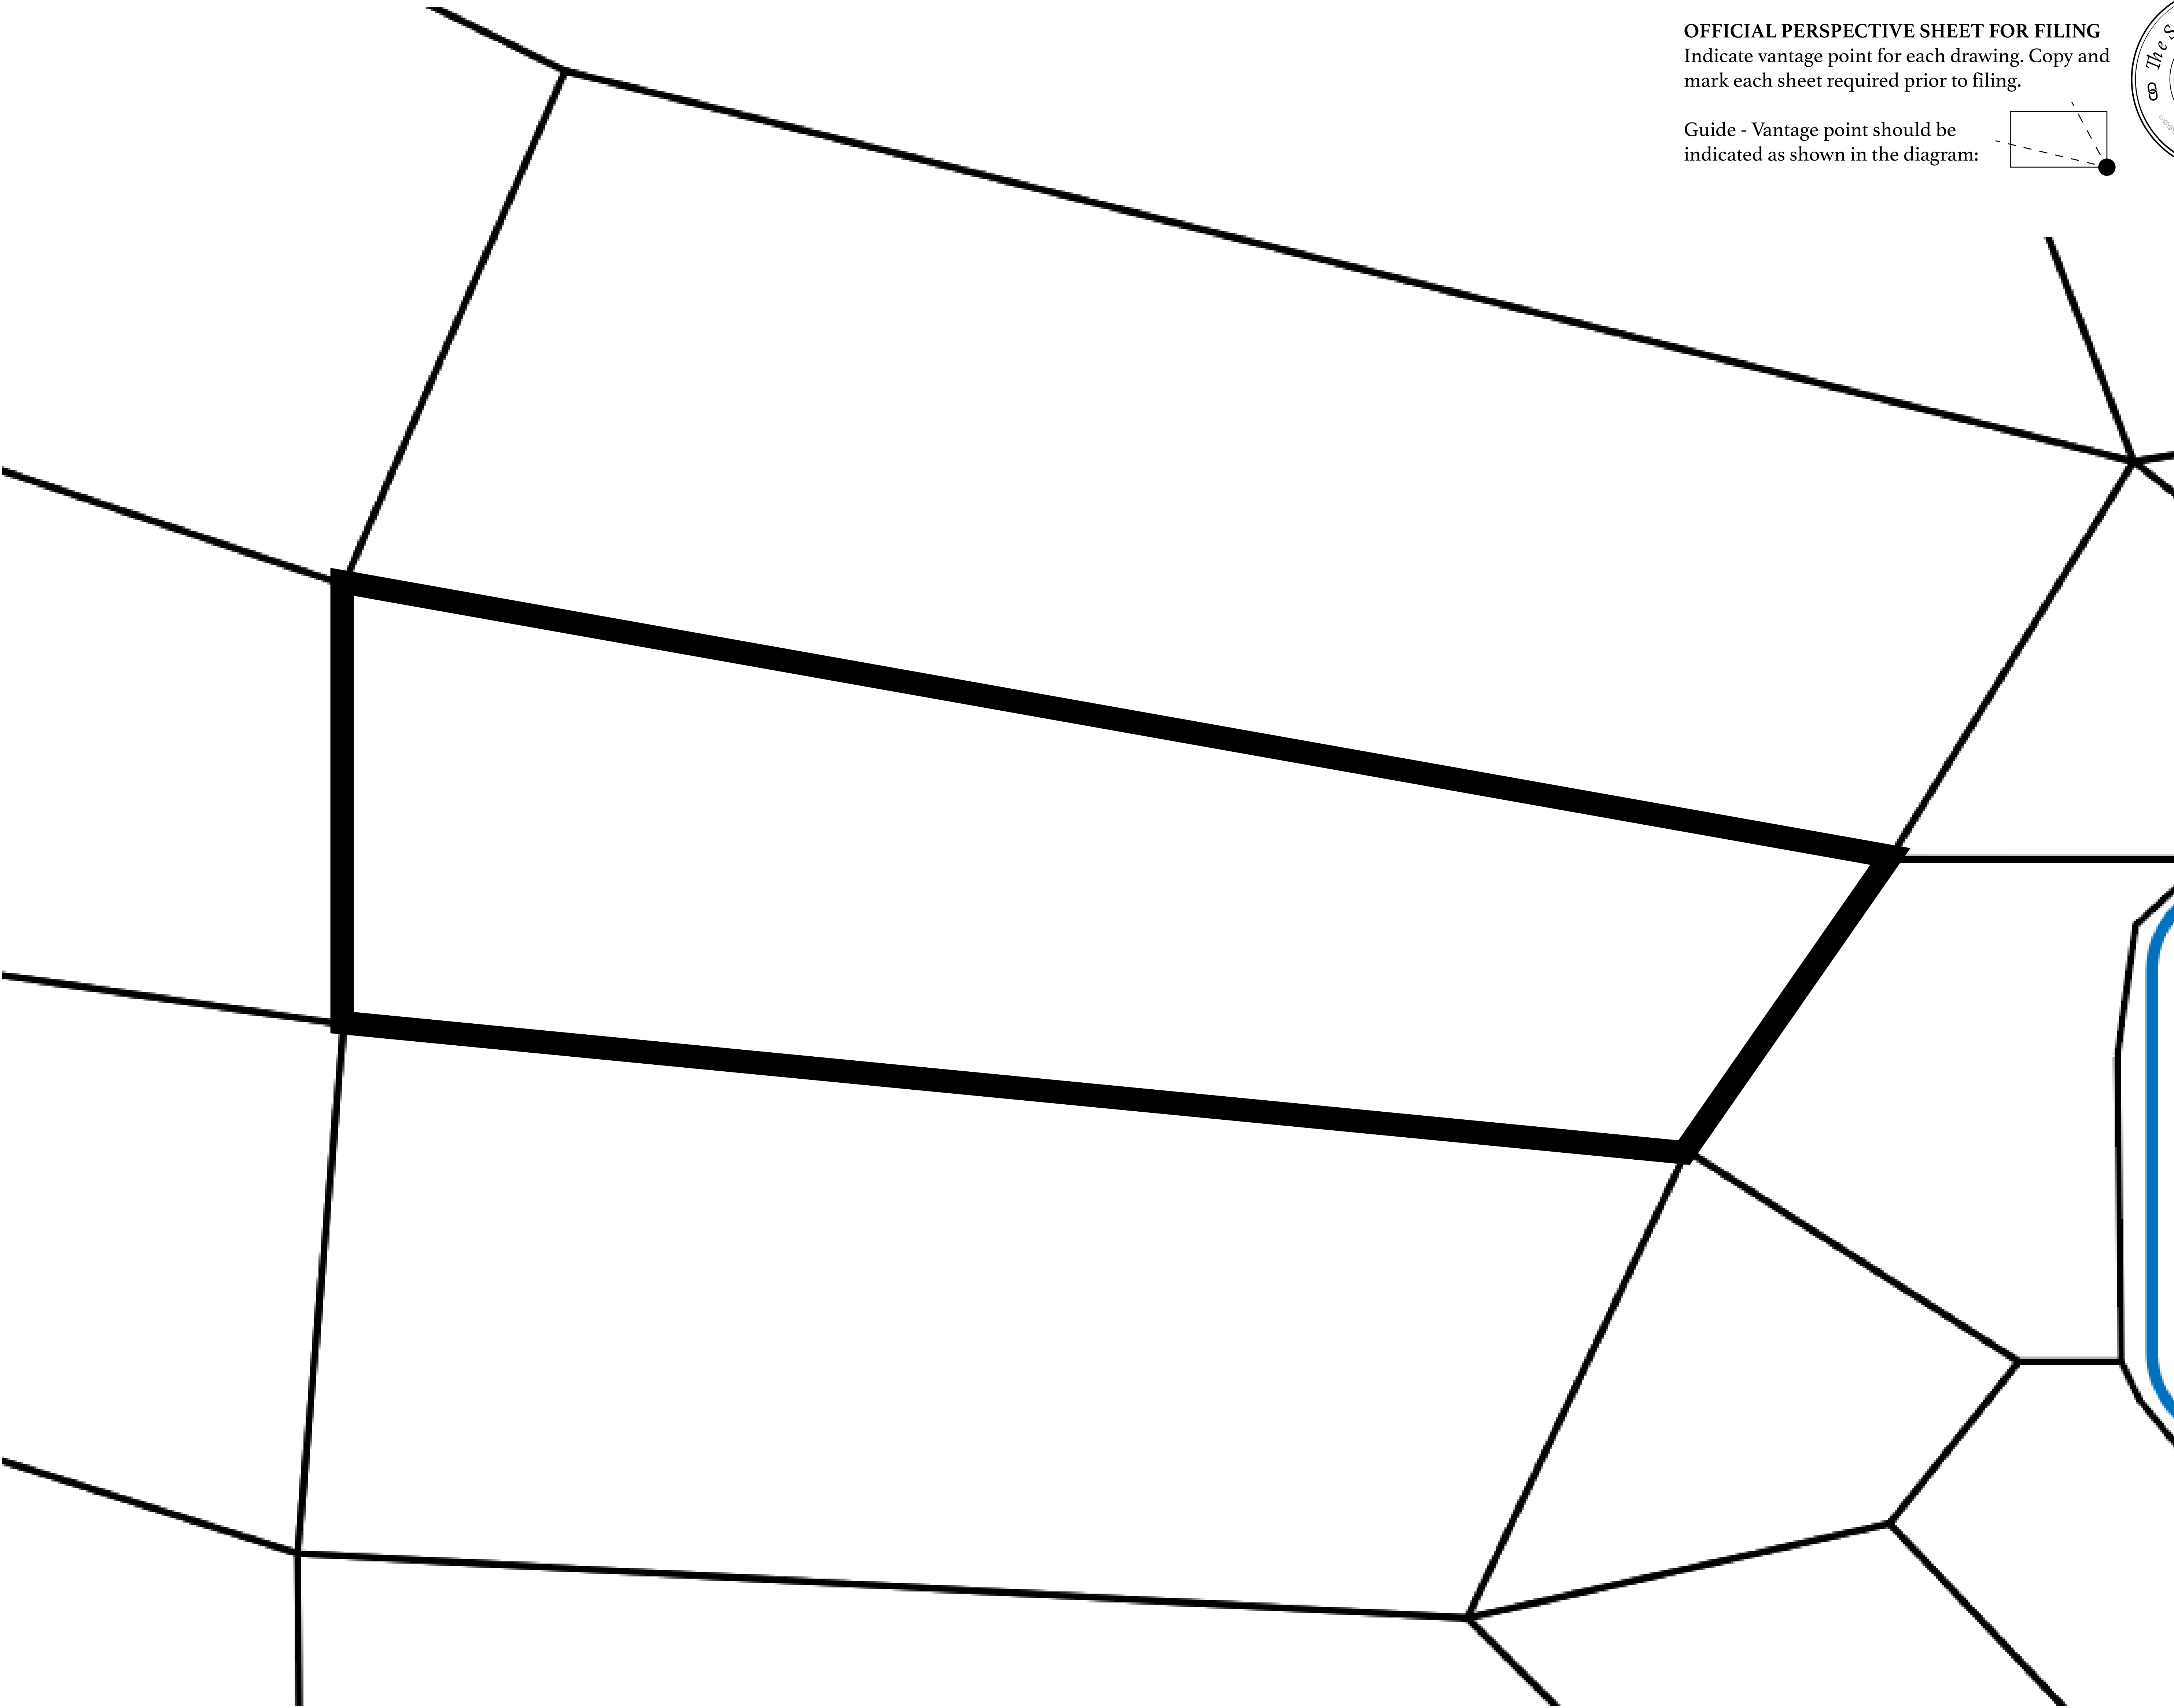 OFFICIAL PERSPECTIVE SHEET FOR FILING
Indicate vantage point for each drawing. Copy and
mark each sheet required prior to filing.
Guide - Vantage point should be
indicated as shown in the diagram:
The